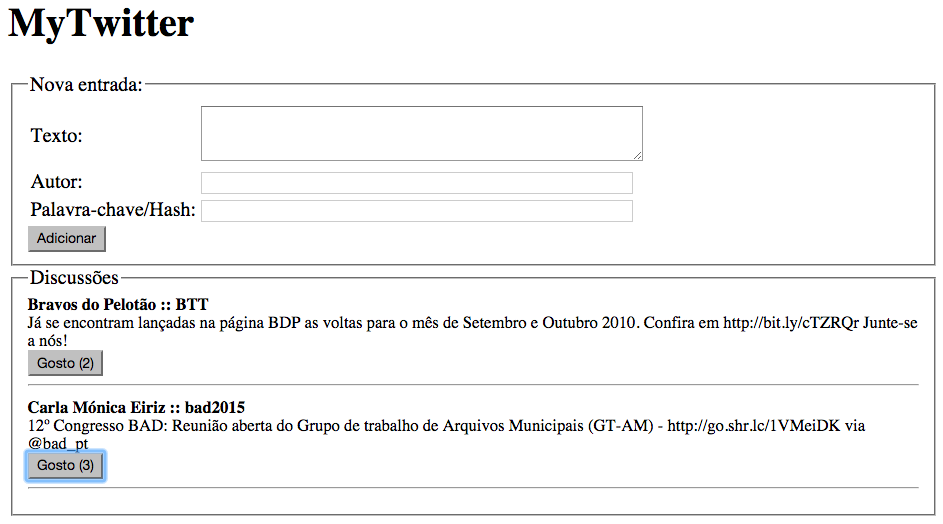 MyTwitter
Nova entrada:
Texto:
Autor:
Palavra-chave/Hash:
Adicionar
Discussões
Bravos do Pelotão :: BTT
Já se encontram lançadas na página BDP as voltas para o mês de Setembro e Outubro 2010. Confira em http://bit.ly/cTZRQr Junte-se
a nós!
Gosto (2)
Carla Mónica Eiriz :: bad2015
12º Congresso BAD: Reunião aberta do Grupo de trabalho de Arquivos Municipais (GT-AM) - http://go.shr.lc/1VMeiDK via
@bad_pt
Gosto (3)